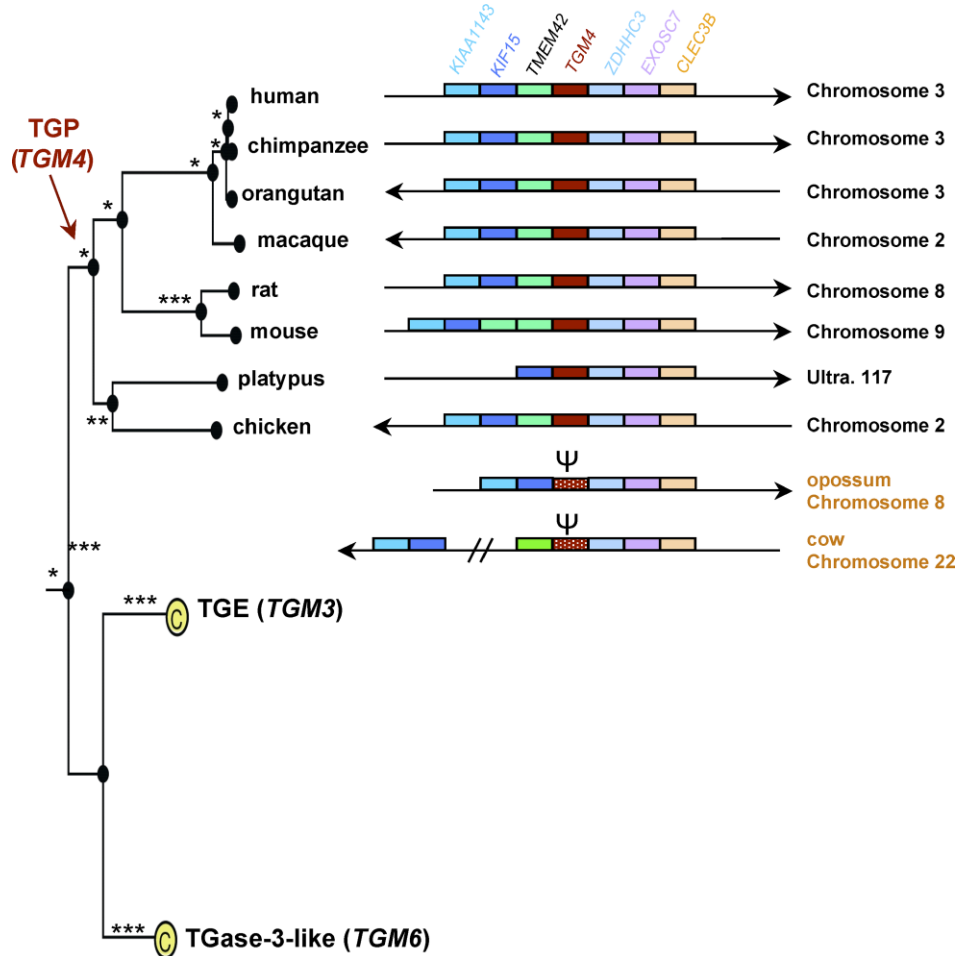 KIAA1143 KIF15 TMEM42 TGM4 ZDHHC3 EXOSC7 CLEC3B
human Chromosome 3
*
TGP
(TGM4)
* chimpanzee Chromosome 3
*
orangutan Chromosome 3
*
* macaque Chromosome 2
rat Chromosome 8
***
mouse Chromosome 9
platypus Ultra. 117
** chicken Chromosome 2
Ψ
opossum
Chromosome 8
Ψ
*** cow
Chromosome 22
*
*** C TGE (TGM3)
*** C TGase-3-like (TGM6)